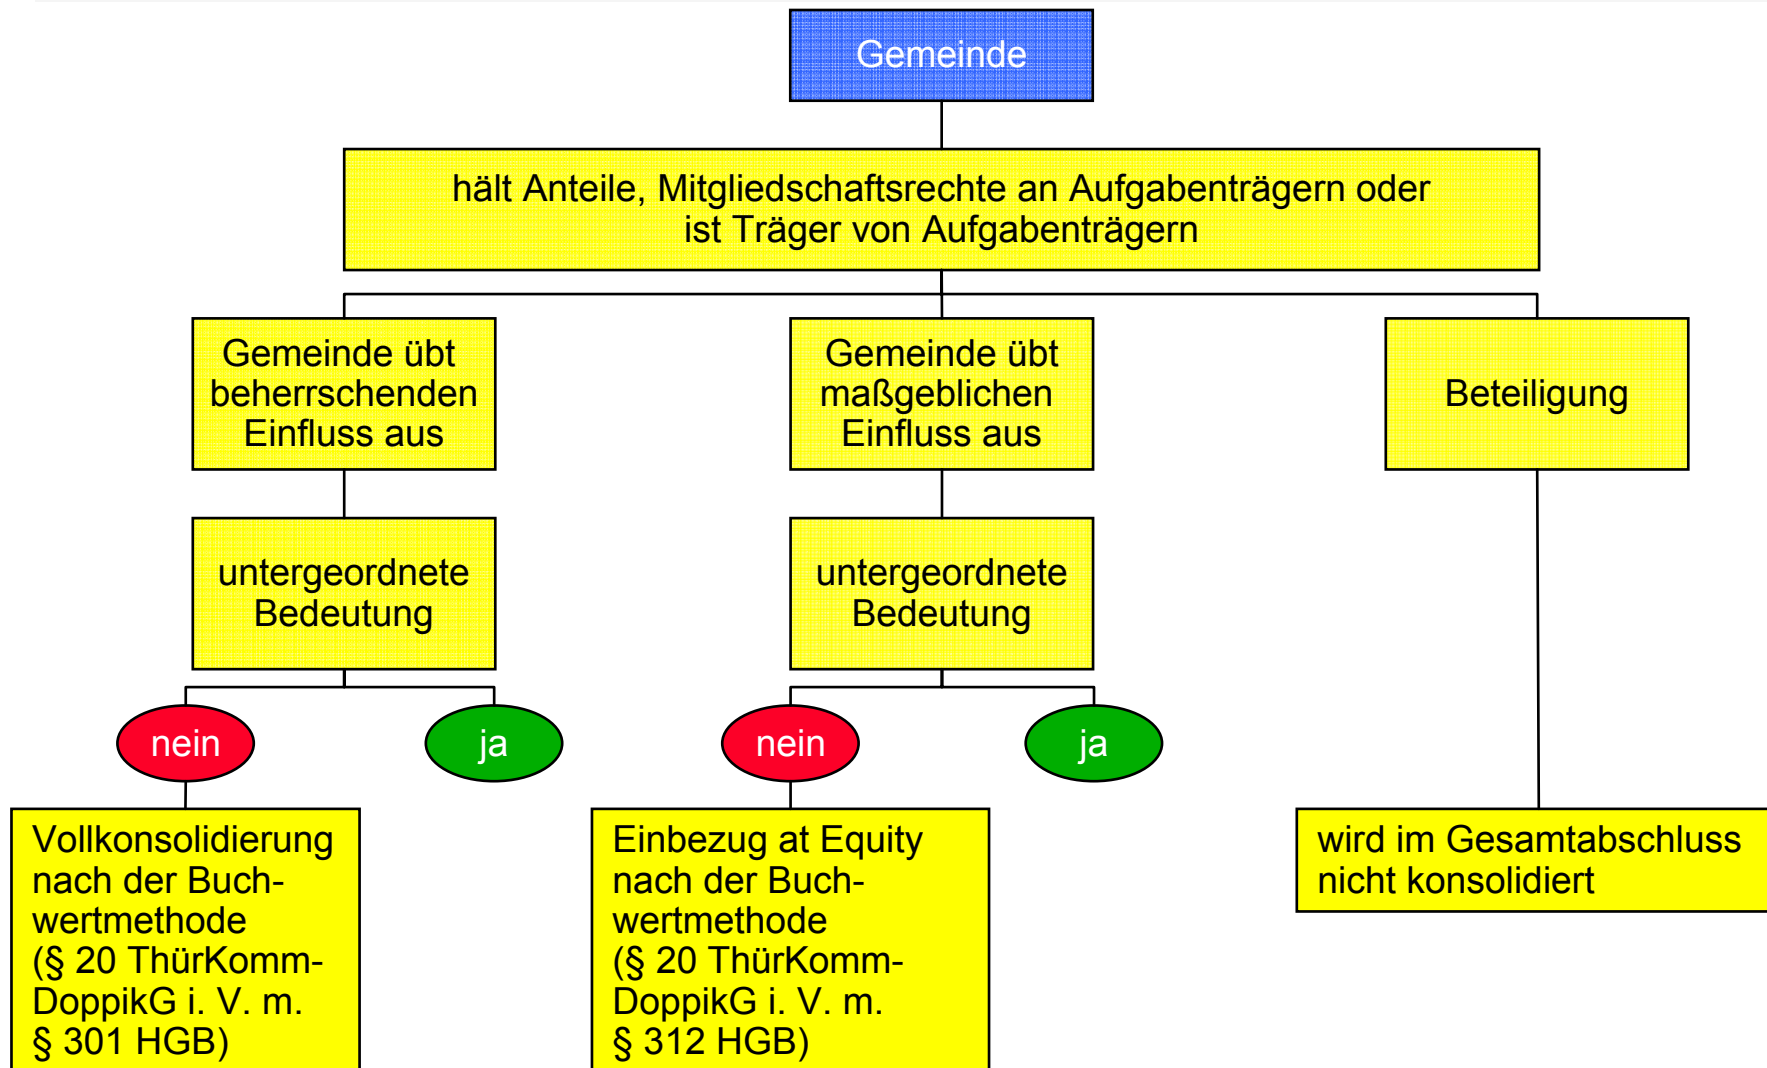 Gemeinde
hält Anteile, Mitgliedschaftsrechte an Aufgabenträgern oder
ist Träger von Aufgabenträgern
Gemeinde übt
beherrschenden
Einfluss aus
Gemeinde übt
maßgeblichen
Einfluss aus
Beteiligung
untergeordnete
Bedeutung
untergeordnete
Bedeutung
nein
ja
nein
ja
Vollkonsolidierung
nach der Buch-
wertmethode
(§ 20 ThürKomm-
DoppikG i. V. m.
§ 301 HGB)
Einbezug at Equity
nach der Buch-
wertmethode
(§ 20 ThürKomm-
DoppikG i. V. m.
§ 312 HGB)
wird im Gesamtabschluss
nicht konsolidiert